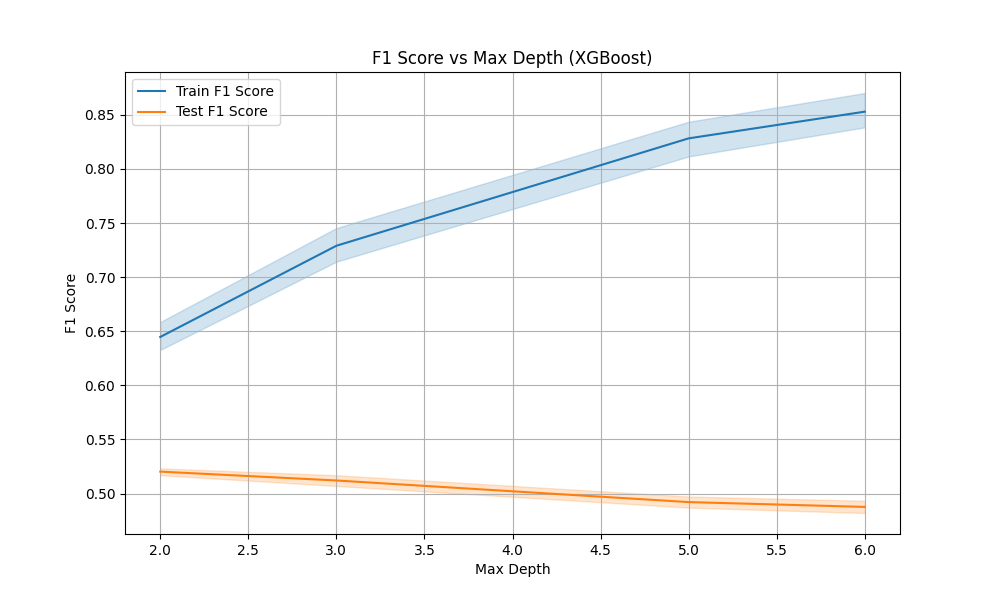 F1 Score vs Max Depth (XGBoost)
Train F1 Score
Test F1 Score
F1 Score
0.85
0.80
0.75
0.70
0.65
0.60
0.55
0.50
2.0 2.5 3.0 3.5 4.0 4.5 5.0 5.5 6.0
Max Depth